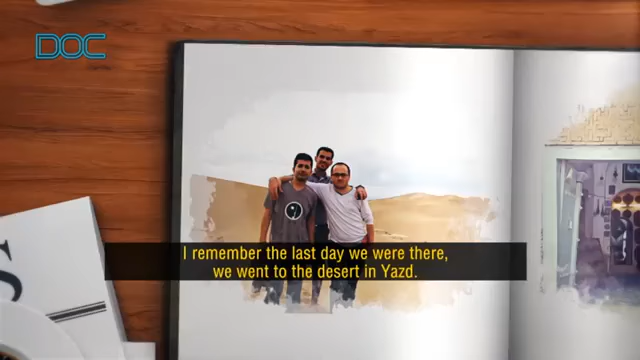 DOC
I remember the last day we were there,
we went to the desert in Yazd.